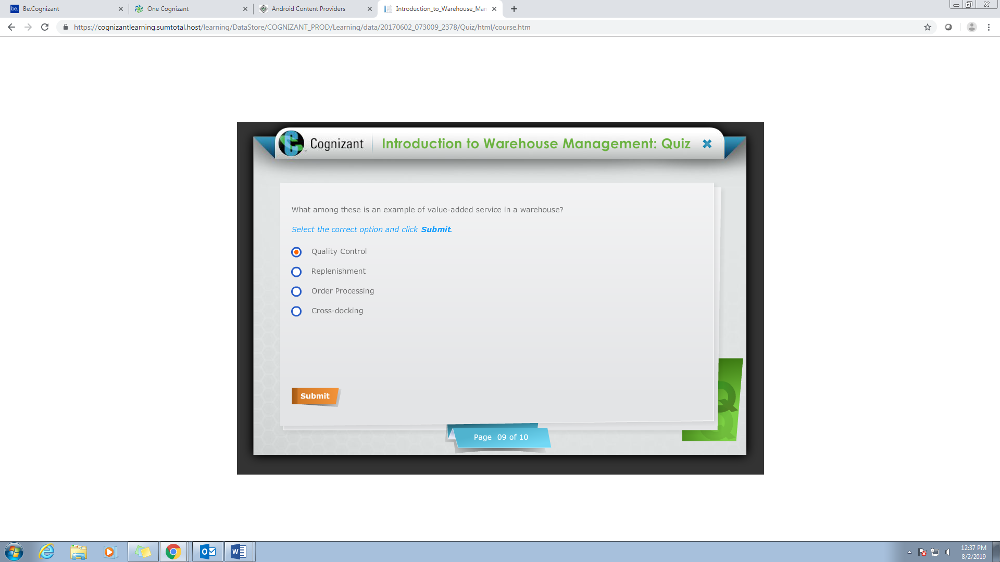 Be.Cognizant
One Cognizant
Android Content Providers
Introduction_to_Warehouse_Man
https://cognizantlearning.sumtotal.host/learning/DataStore/COGNIZANT_PROD/Learning/data/20170602_073009_2378/Quiz/html/course.htm
Cognizant
Introduction to Warehouse Management: Quiz
What among these is an example of value-added service in a warehouse?
Select the correct option and click Submit.
Quality Control
Replenishment
Order Processing
Cross-docking
Submit
Page 09 of 10
12:37 PM
8/2/2019